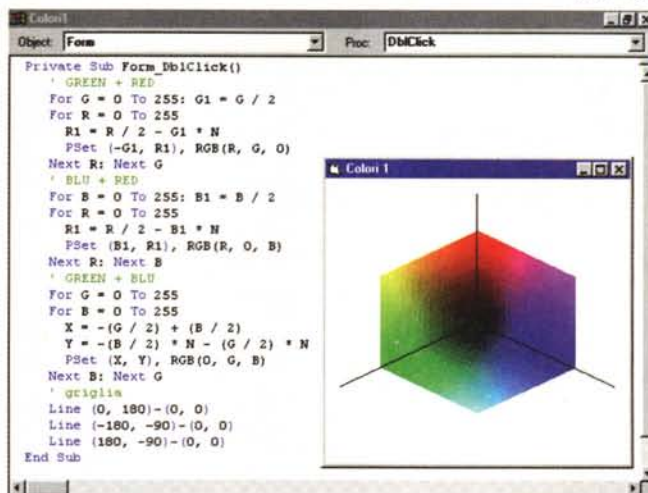 Colori1
Object: Form Proc: DblClick
Private Sub Form_DblClick()
' GREEN + RED
For G = 0 To 255: G1 = G / 2
For R = 0 To 255
R1 = R / 2 - G1 * N
PSet (-G1, R1), RGB(R, G, 0)
Next R: Next G
' BLU + RED
For B = 0 To 255: B1 = B / 2
For R = 0 To 255
R1 = R / 2 - B1 * N
PSet (B1, R1), RGB(R, 0, B)
Next R: Next B
' GREEN + BLU
For G = 0 To 255
For B = 0 To 255
X = -(G / 2) + (B / 2)
Y = -(B / 2) * N - (G / 2) * N
PSet (X, Y), RGB(0, G, B)
Next B: Next G
' griglia
Line (0, 180)-(0, 0)
Line (-180, -90)-(0, 0)
Line (180, -90)-(0, 0)
End Sub
Colori 1